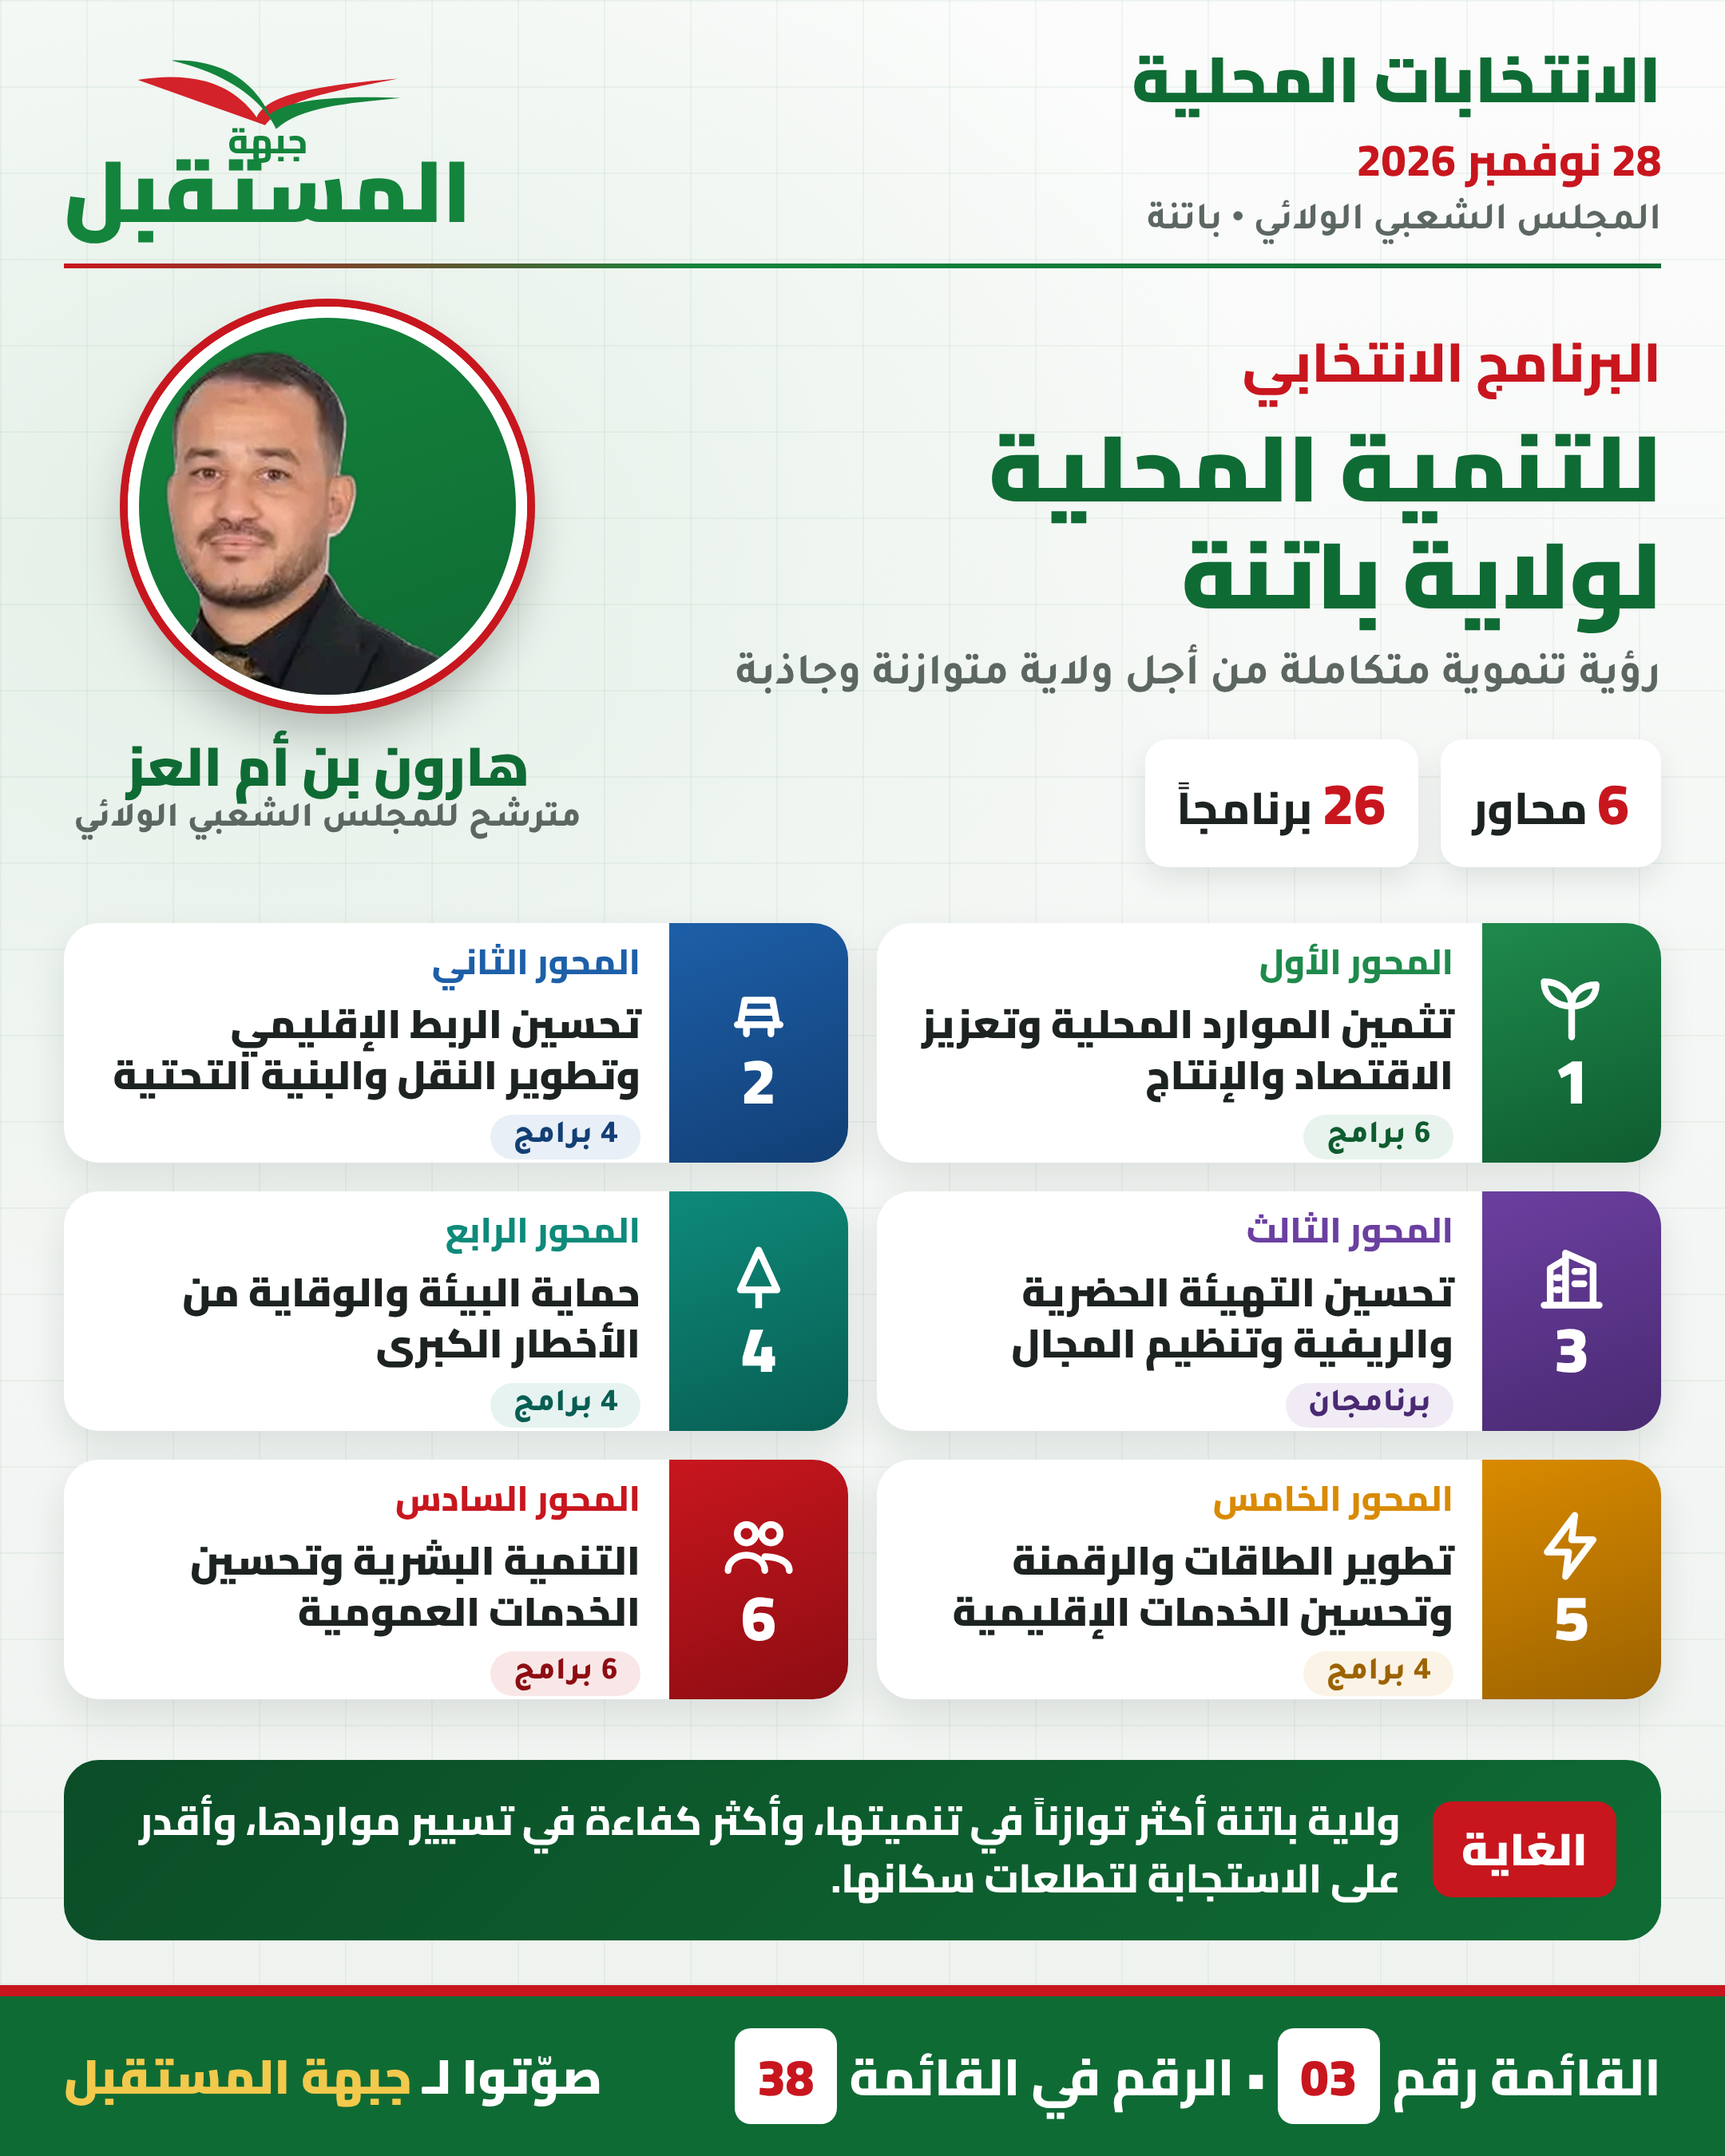 الانتخابات المحلية
28 نوفمبر 2026
المجلس الشعبي الولائي • باتنة
جبهة
المستقبل
البرنامج الانتخابي
للتنمية المحلية
لولاية باتنة
رؤية تنموية متكاملة من أجل ولاية متوازنة وجاذبة
6 محاور
26 برنامجاً
هارون بن أم العز
مترشح للمجلس الشعبي الولائي
1
المحور الأول
تثمين الموارد المحلية وتعزيز
الاقتصاد والإنتاج
6 برامج
2
المحور الثاني
تحسين الربط الإقليمي
وتطوير النقل والبنية التحتية
4 برامج
3
المحور الثالث
تحسين التهيئة الحضرية
والريفية وتنظيم المجال
برنامجان
4
المحور الرابع
حماية البيئة والوقاية من
الأخطار الكبرى
4 برامج
5
المحور الخامس
تطوير الطاقات والرقمنة
وتحسين الخدمات الإقليمية
4 برامج
6
المحور السادس
التنمية البشرية وتحسين
الخدمات العمومية
6 برامج
الغاية
ولاية باتنة أكثر توازناً في تنميتها، وأكثر كفاءة في تسيير مواردها، وأقدر
على الاستجابة لتطلعات سكانها.
القائمة رقم 03 ▪ الرقم في القائمة 38
صوّتوا لـ جبهة المستقبل